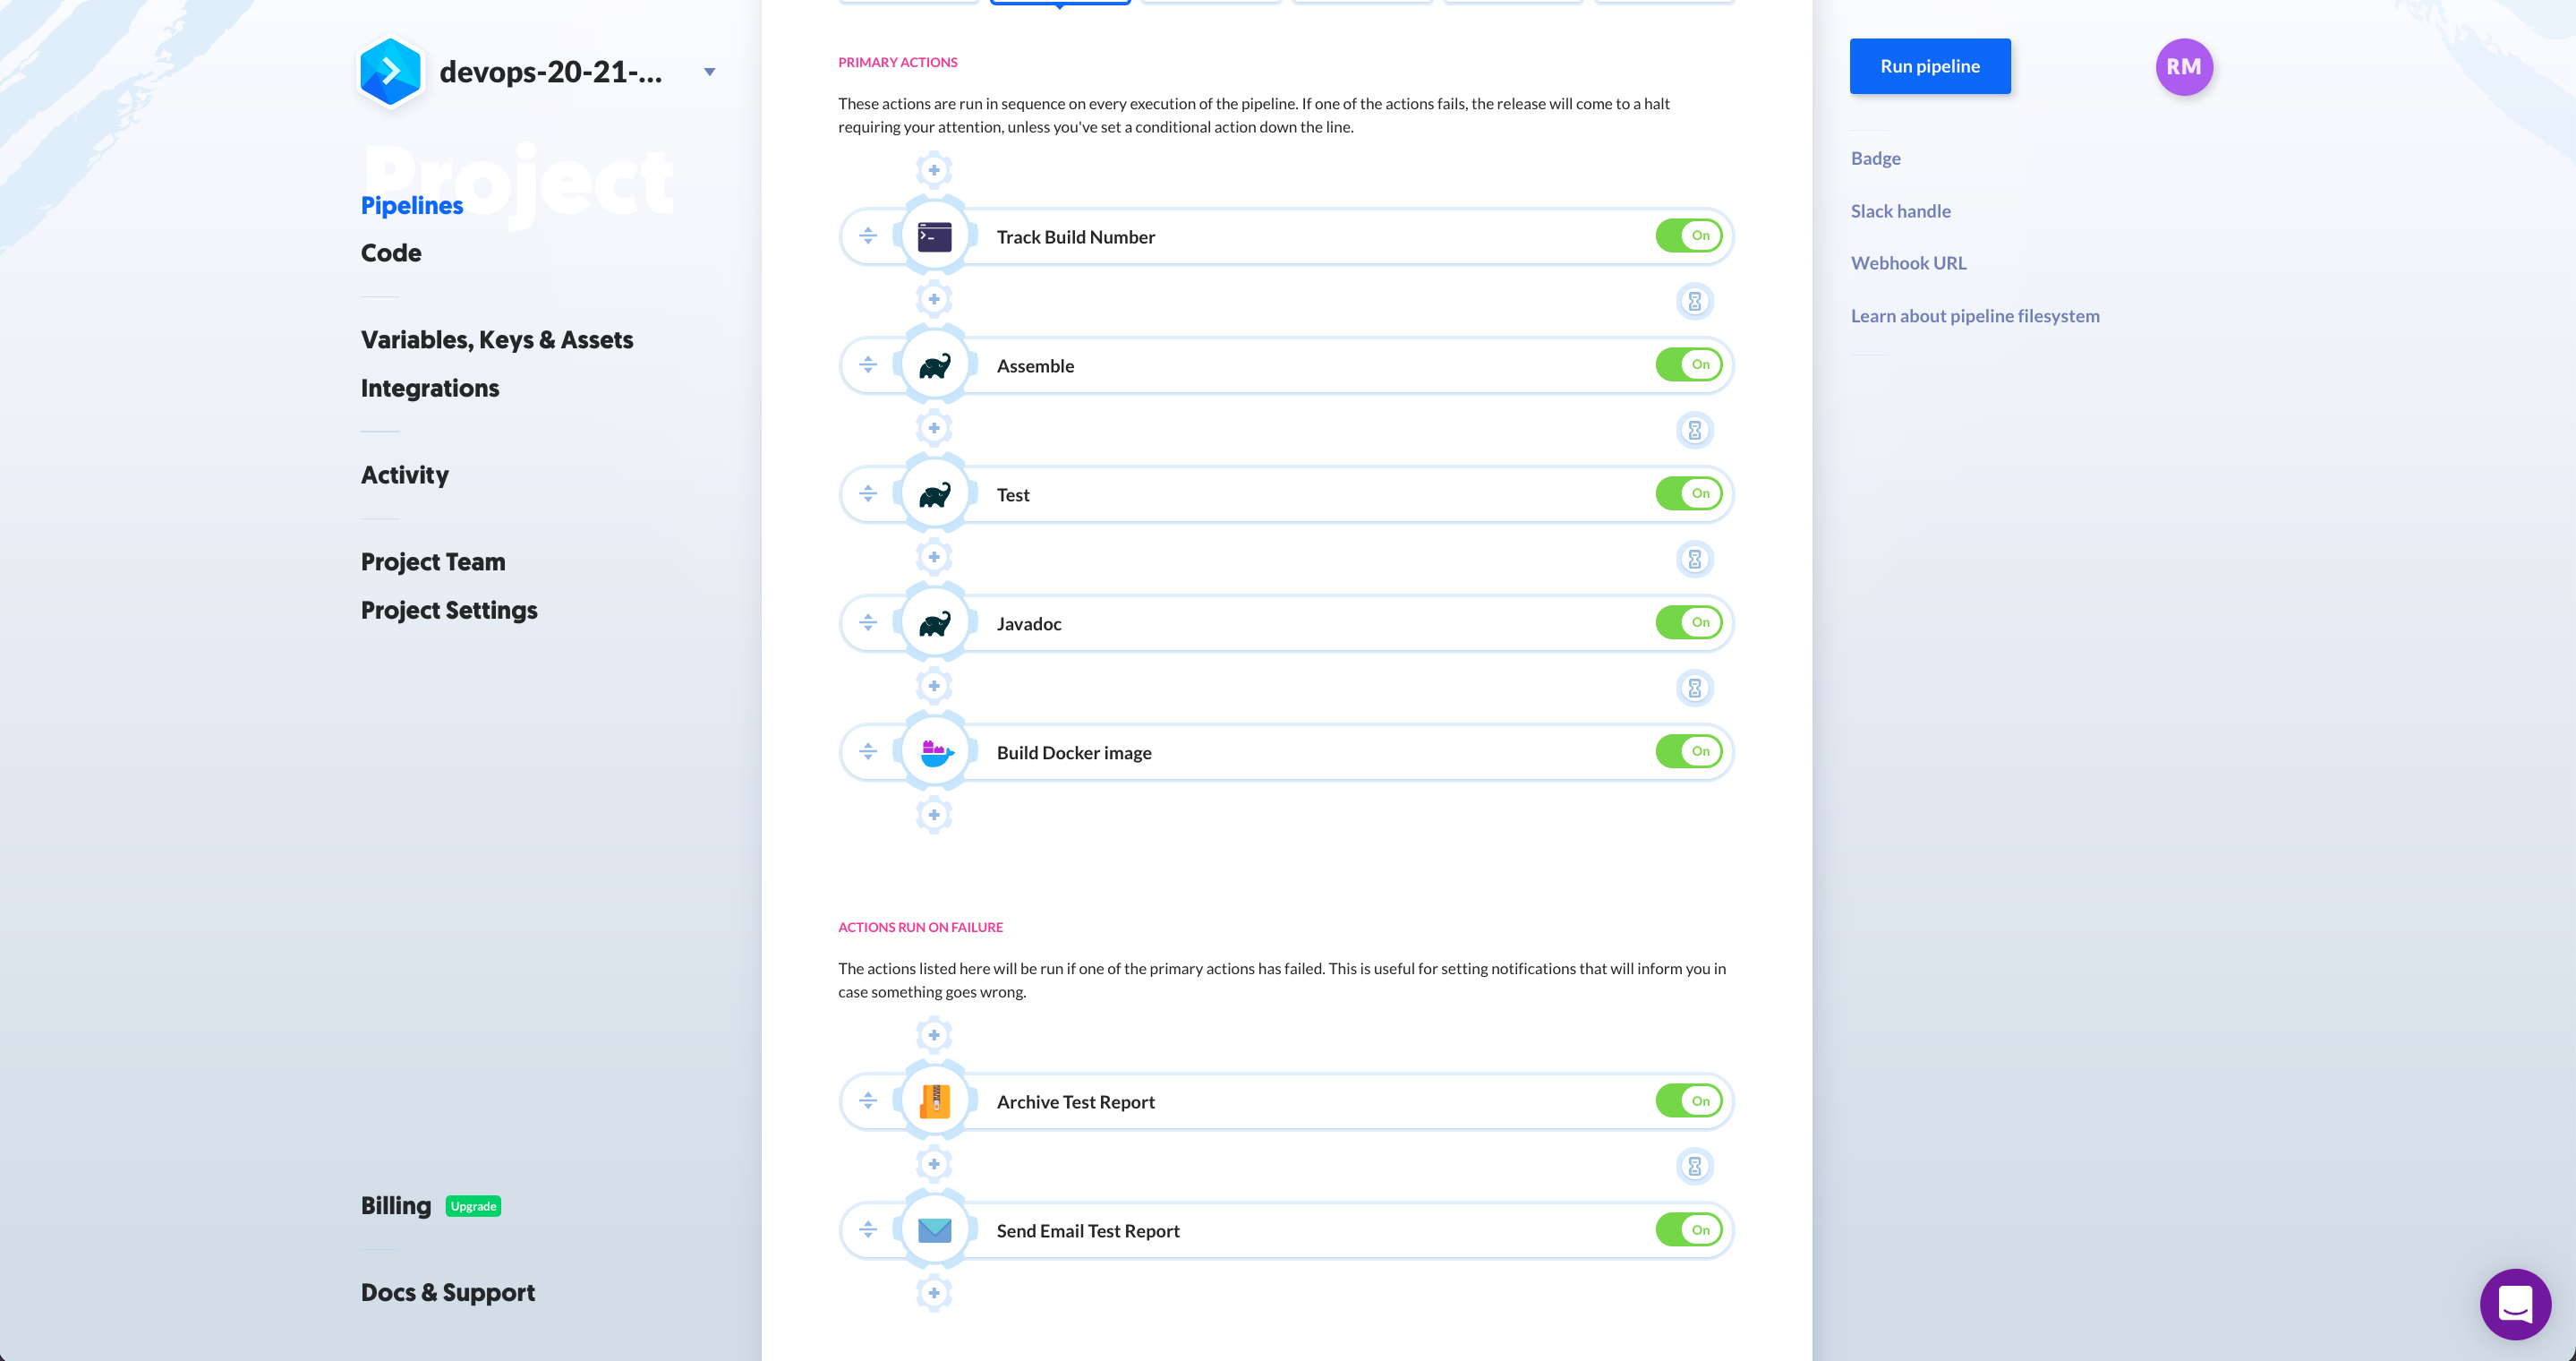 devops-20-21-...
Project
Pipelines
Code
Variables, Keys & Assets
Integrations
Activity
Project Team
Project Settings
Billing Upgrade
Docs & Support
PRIMARY ACTIONS
These actions are run in sequence on every execution of the pipeline. If one of the actions fails, the release will come to a halt
requiring your attention, unless you've set a conditional action down the line.
Track Build Number On
Assemble On
Test On
Javadoc On
Build Docker image On
ACTIONS RUN ON FAILURE
The actions listed here will be run if one of the primary actions has failed. This is useful for setting notifications that will inform you in
case something goes wrong.
Archive Test Report On
Send Email Test Report On
Run pipeline
RM
Badge
Slack handle
Webhook URL
Learn about pipeline filesystem